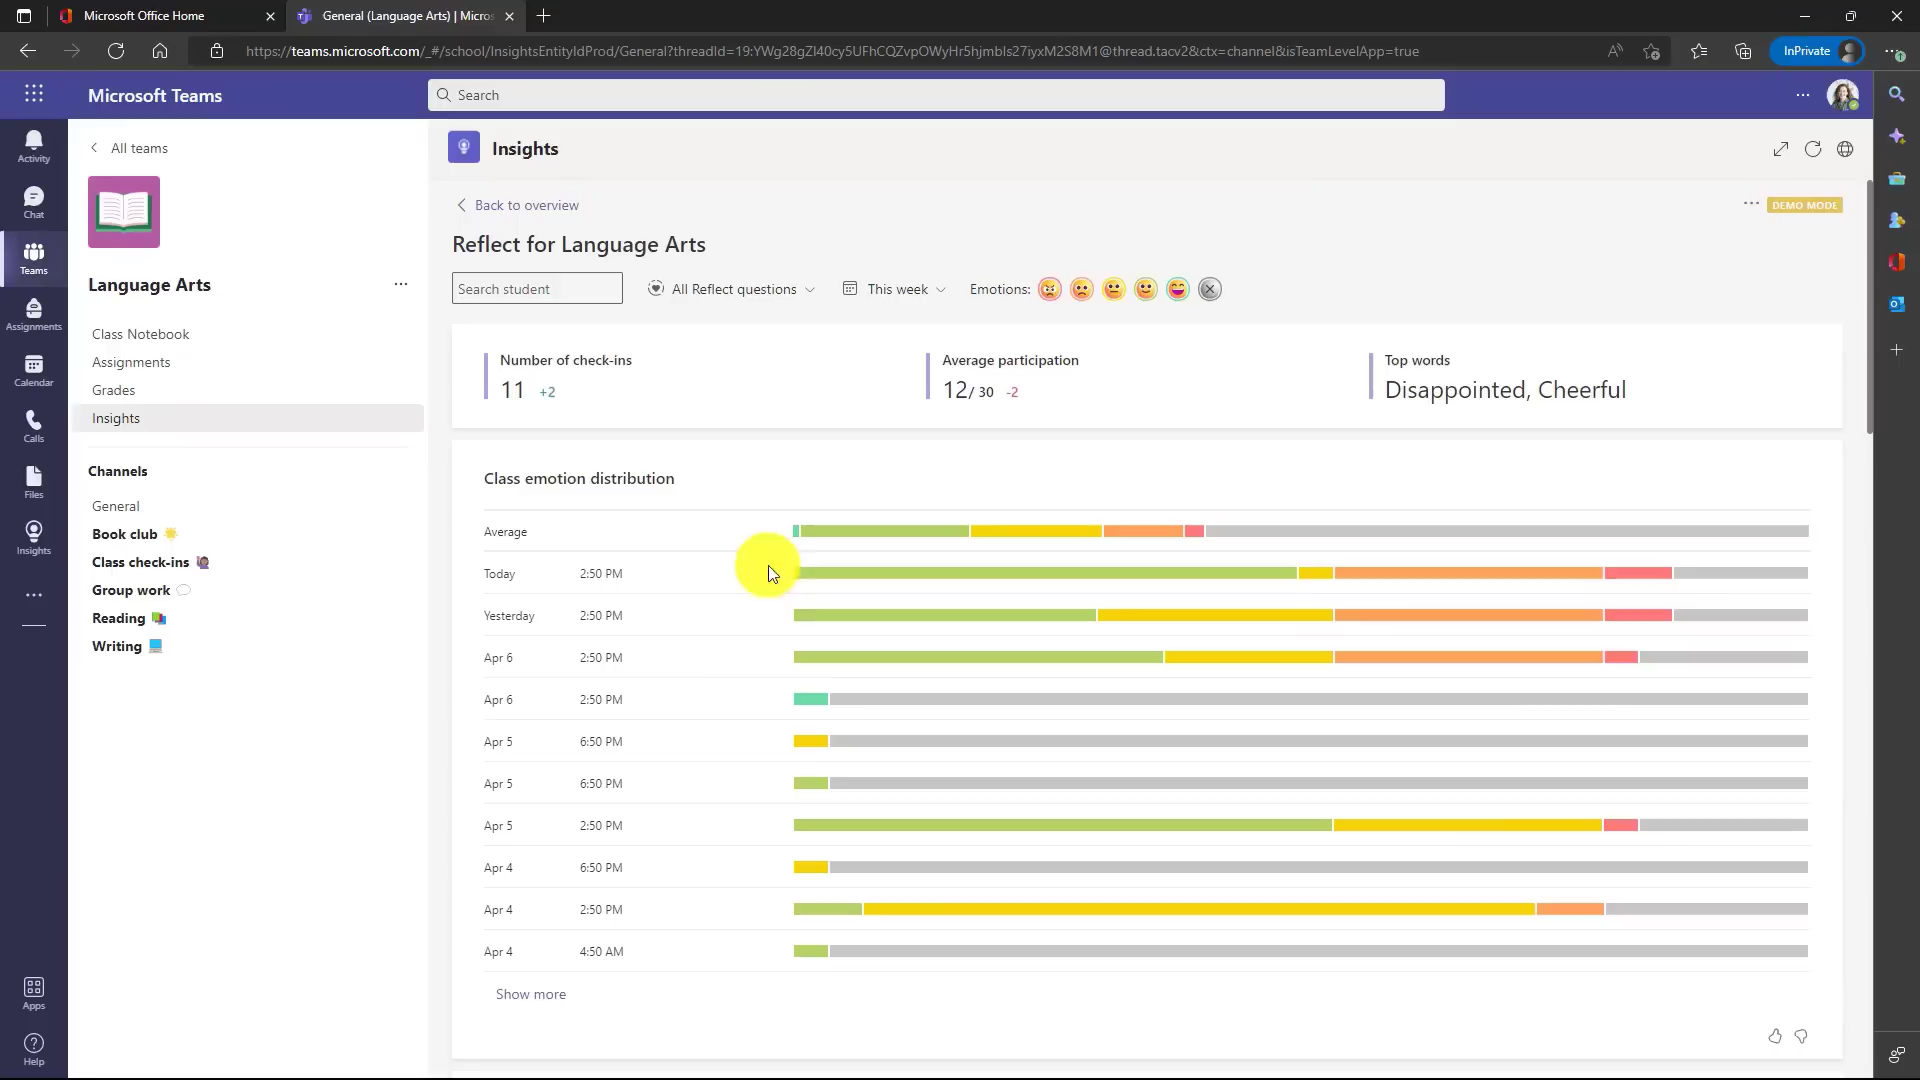 Microsoft Office Home
General (Language Arts) | Micros
https://teams.microsoft.com/_#/school/InsightsEntityIdProd/General?threadId=19:YWg28gZl40cy5UFhCQZvpOWyHr5hjmbls27iyxM2S8M1@thread.tacv2&ctx=channel&isTeamLevelApp=true
InPrivate
Microsoft Teams
Search
Activity
Chat
Teams
Assignments
Calendar
Calls
Files
Insights
Apps
Help
All teams
Language Arts
Class Notebook
Assignments
Grades
Insights
Channels
General
Book club
Class check-ins
Group work
Reading
Writing
Insights
Back to overview
DEMO MODE
Reflect for Language Arts
Search student
All Reflect questions
This week
Emotions:
Number of check-ins
11 +2
Average participation
12/ 30 -2
Top words
Disappointed, Cheerful
Class emotion distribution
Average
Today 2:50 PM
Yesterday 2:50 PM
Apr 6 2:50 PM
Apr 6 2:50 PM
Apr 5 6:50 PM
Apr 5 6:50 PM
Apr 5 2:50 PM
Apr 4 6:50 PM
Apr 4 2:50 PM
Apr 4 4:50 AM
Show more